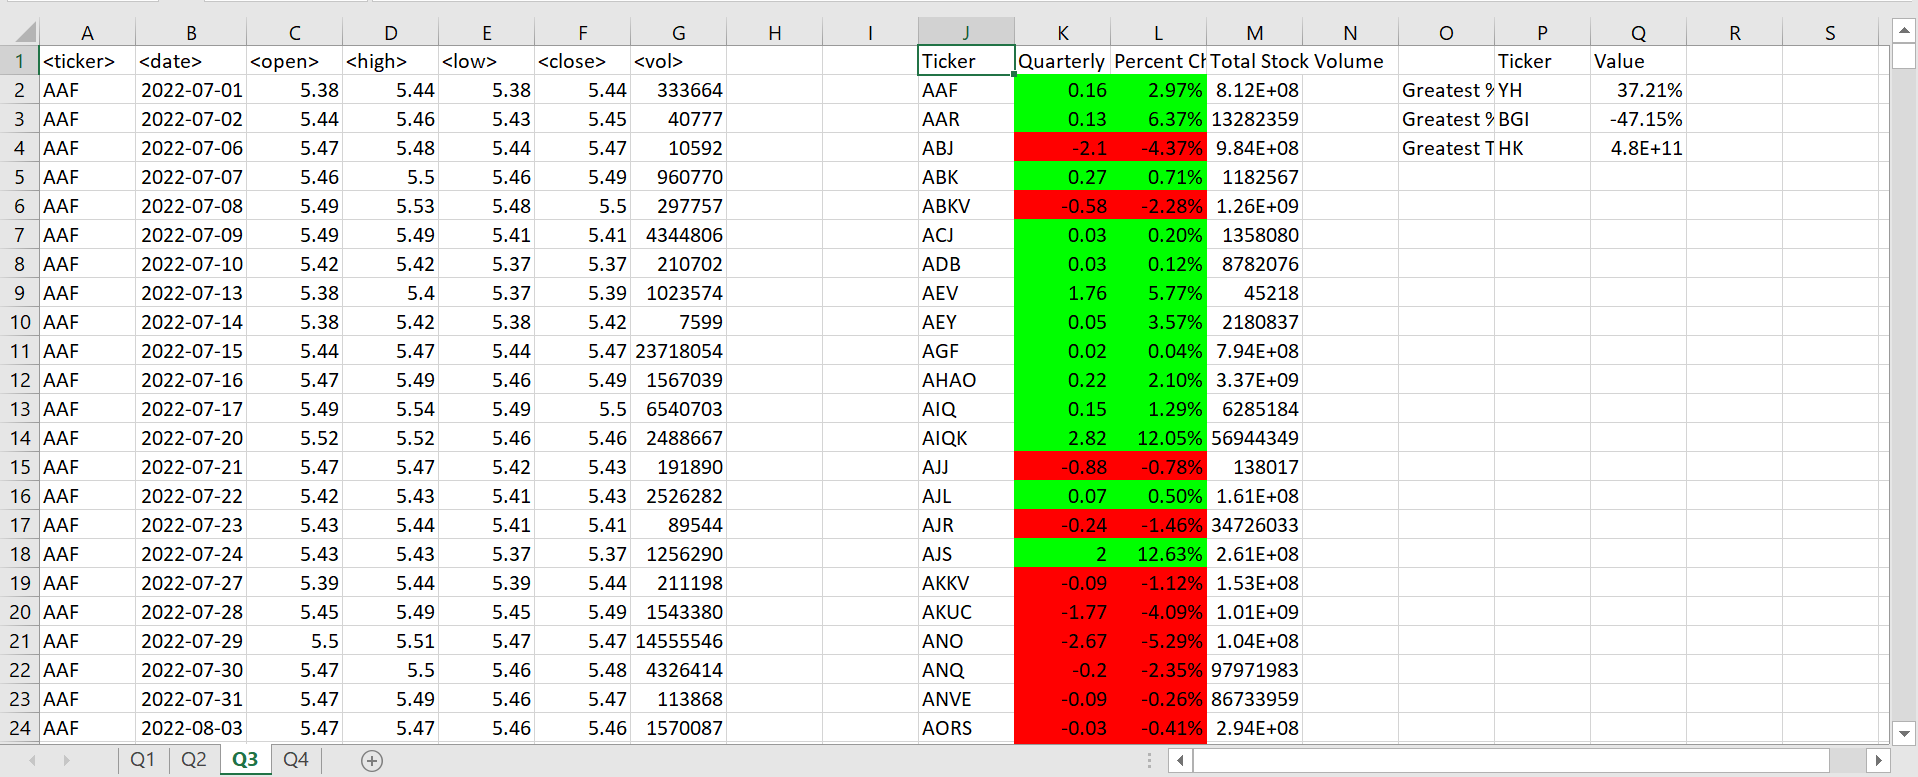 A B C D E F G H I J K L M N O P Q R S
1 <ticker> <date> <open> <high> <low> <close> <vol> Ticker Quarterly Percent Ch Total Stock Volume Ticker Value
2 AAF 2022-07-01 5.38 5.44 5.38 5.44 333664 AAF 0.16 2.97% 8.12E+08 Greatest % YH 37.21%
3 AAF 2022-07-02 5.44 5.46 5.43 5.45 40777 AAR 0.13 6.37% 13282359 Greatest % BGI -47.15%
4 AAF 2022-07-06 5.47 5.48 5.44 5.47 10592 ABJ -2.1 -4.37% 9.84E+08 Greatest T HK 4.8E+11
5 AAF 2022-07-07 5.46 5.5 5.46 5.49 960770 ABK 0.27 0.71% 1182567
6 AAF 2022-07-08 5.49 5.53 5.48 5.5 297757 ABKV -0.58 -2.28% 1.26E+09
7 AAF 2022-07-09 5.49 5.49 5.41 5.41 4344806 ACJ 0.03 0.20% 1358080
8 AAF 2022-07-10 5.42 5.42 5.37 5.37 210702 ADB 0.03 0.12% 8782076
9 AAF 2022-07-13 5.38 5.4 5.37 5.39 1023574 AEV 1.76 5.77% 45218
10 AAF 2022-07-14 5.38 5.42 5.38 5.42 7599 AEY 0.05 3.57% 2180837
11 AAF 2022-07-15 5.44 5.47 5.44 5.47 23718054 AGF 0.02 0.04% 7.94E+08
12 AAF 2022-07-16 5.47 5.49 5.46 5.49 1567039 AHAO 0.22 2.10% 3.37E+09
13 AAF 2022-07-17 5.49 5.54 5.49 5.5 6540703 AIQ 0.15 1.29% 6285184
14 AAF 2022-07-20 5.52 5.52 5.46 5.46 2488667 AIQK 2.82 12.05% 56944349
15 AAF 2022-07-21 5.47 5.47 5.42 5.43 191890 AJJ -0.88 -0.78% 138017
16 AAF 2022-07-22 5.42 5.43 5.41 5.43 2526282 AJL 0.07 0.50% 1.61E+08
17 AAF 2022-07-23 5.43 5.44 5.41 5.41 89544 AJR -0.24 -1.46% 34726033
18 AAF 2022-07-24 5.43 5.43 5.37 5.37 1256290 AJS 2 12.63% 2.61E+08
19 AAF 2022-07-27 5.39 5.44 5.39 5.44 211198 AKKV -0.09 -1.12% 1.53E+08
20 AAF 2022-07-28 5.45 5.49 5.45 5.49 1543380 AKUC -1.77 -4.09% 1.01E+09
21 AAF 2022-07-29 5.5 5.51 5.47 5.47 14555546 ANO -2.67 -5.29% 1.04E+08
22 AAF 2022-07-30 5.47 5.5 5.46 5.48 4326414 ANQ -0.2 -2.35% 97971983
23 AAF 2022-07-31 5.47 5.49 5.46 5.47 113868 ANVE -0.09 -0.26% 86733959
24 AAF 2022-08-03 5.47 5.47 5.46 5.46 1570087 AORS -0.03 -0.41% 2.94E+08
Q1 Q2 Q3 Q4